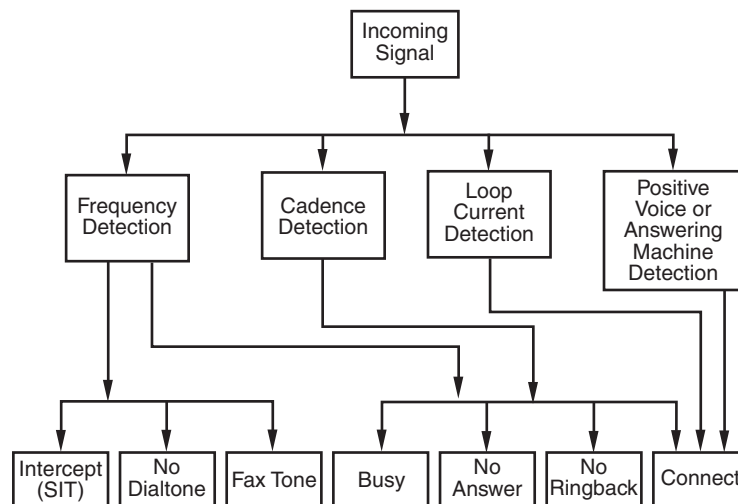 Incoming
Signal
Frequency
Detection
Cadence
Detection
Loop
Current
Detection
Positive
Voice or
Answering
Machine
Detection
Intercept
(SIT)
No
Dialtone
Fax Tone
Busy
No
Answer
No
Ringback
Connect